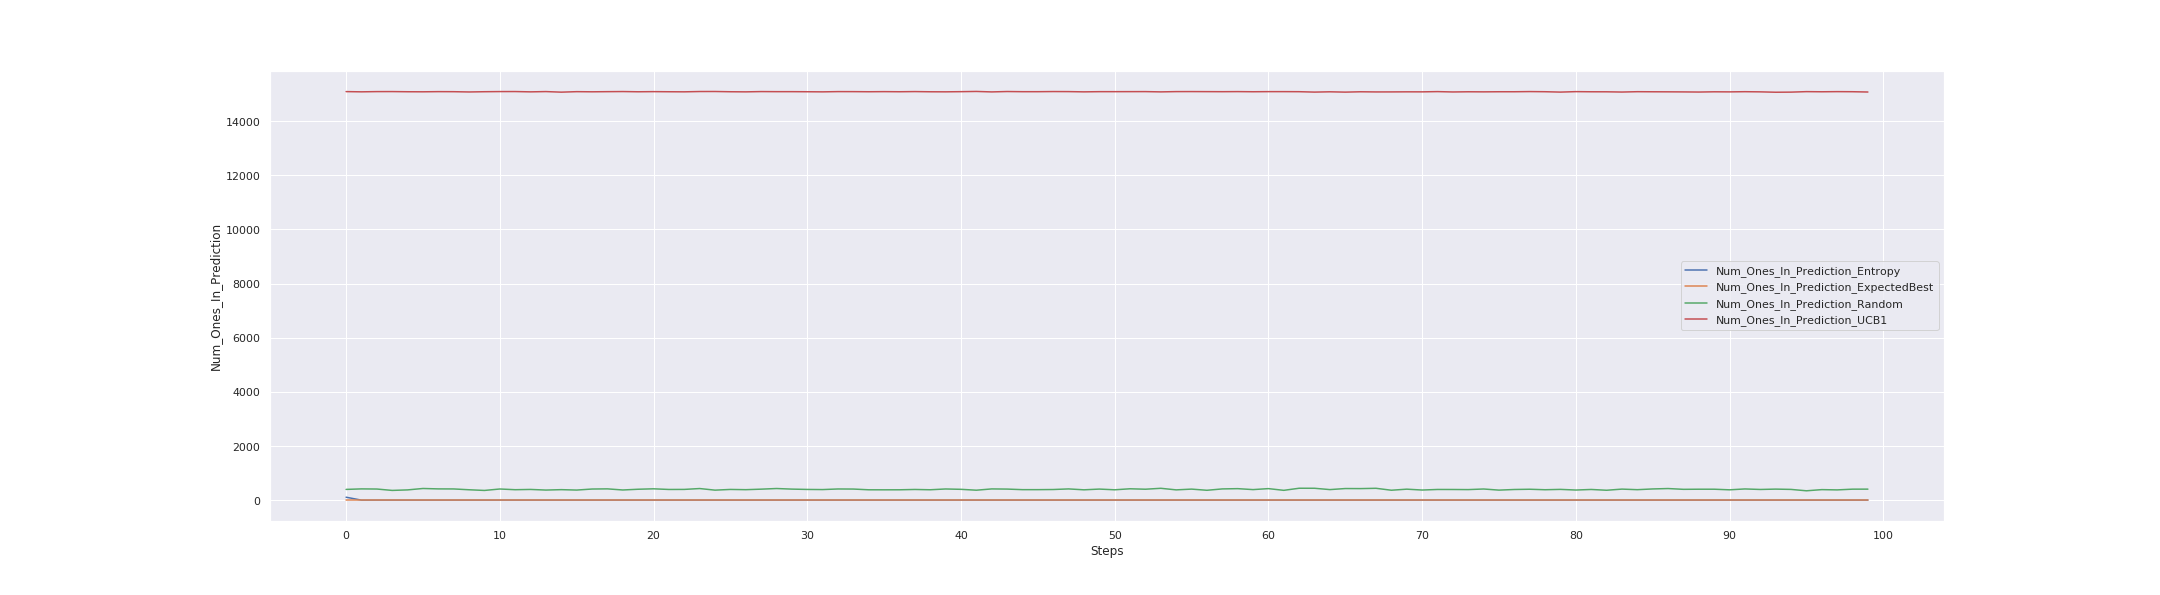 14000
12000
10000
8000
6000
4000
2000
0
Num_Ones_In_Prediction
Num_Ones_In_Prediction_Entropy
Num_Ones_In_Prediction_ExpectedBest
Num_Ones_In_Prediction_Random
Num_Ones_In_Prediction_UCB1
0 10 20 30 40 50 60 70 80 90 100
Steps